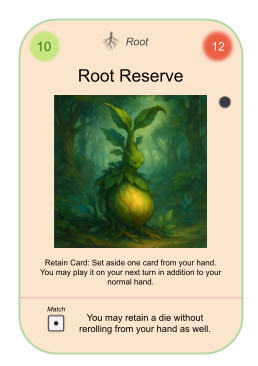 10
Root
12
Root Reserve
Retain Card: Set aside one card from your hand.
You may play it on your next turn in addition to your
normal hand.
Match
You may retain a die without
rerolling from your hand as well.